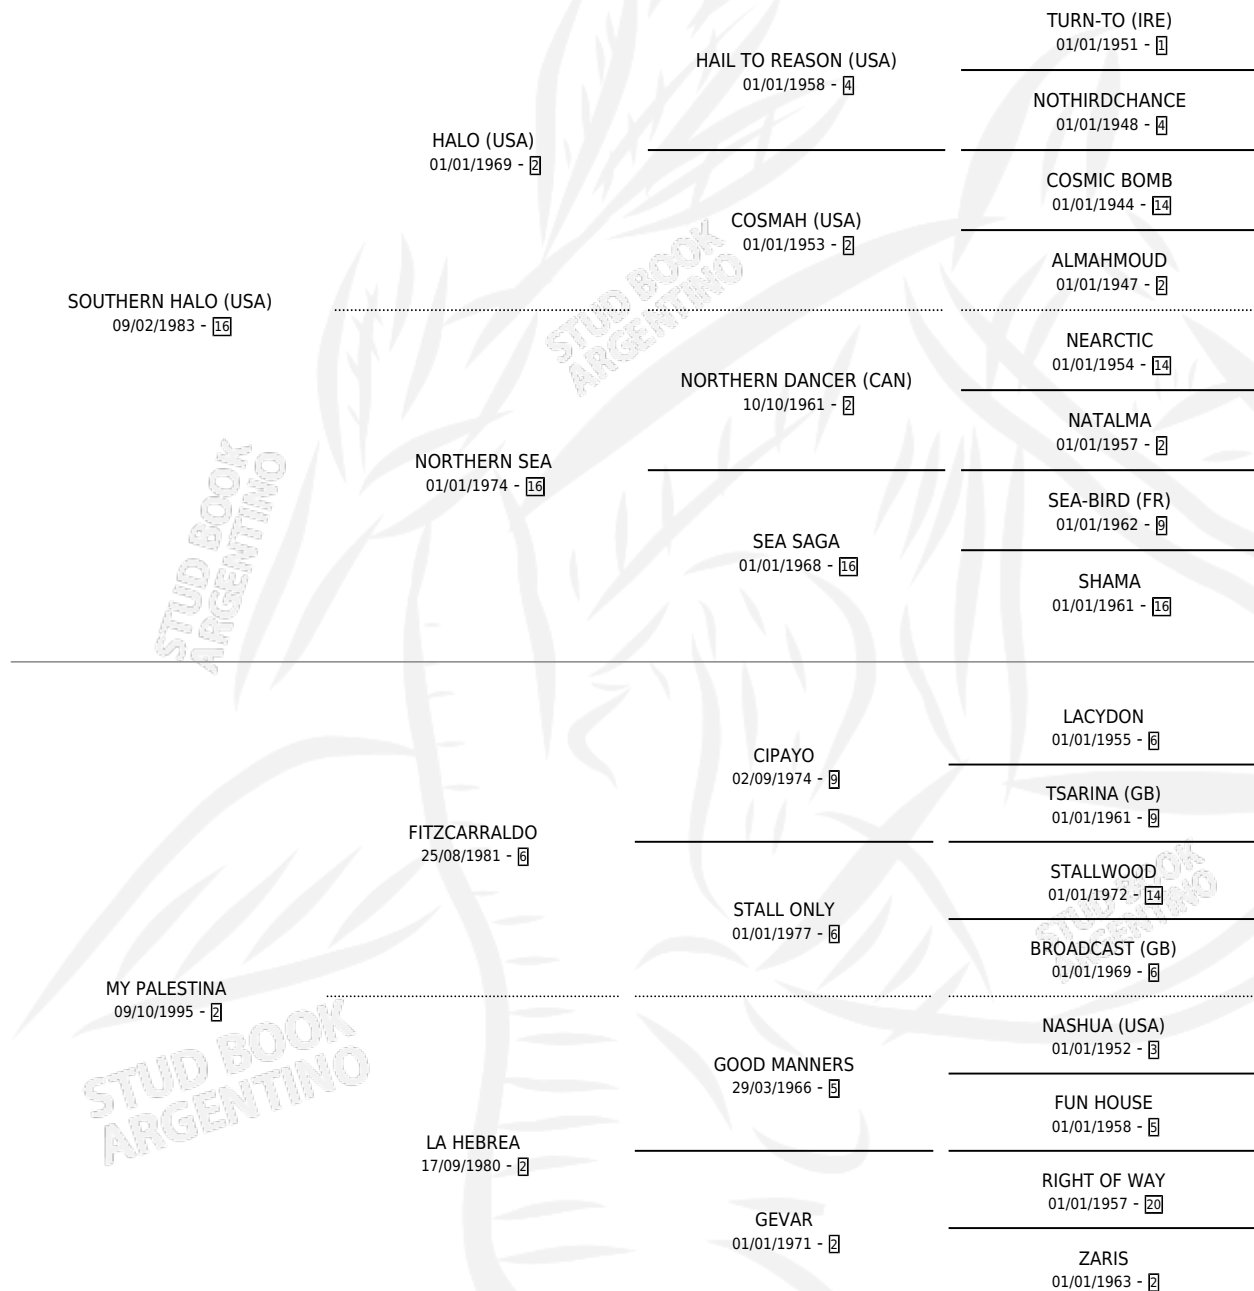 TURN-TO (IRE)
01/01/1951 - 1
HAIL TO REASON (USA)
01/01/1958 - 4
NOTHIRDCHANCE
01/01/1948 - 4
HALO (USA)
01/01/1969 - 2
COSMIC BOMB
01/01/1944 - 14
COSMAH (USA)
01/01/1953 - 2
ALMAHMOUD
01/01/1947 - 2
SOUTHERN HALO (USA)
09/02/1983 - 16
NEARCTIC
01/01/1954 - 14
NORTHERN DANCER (CAN)
10/10/1961 - 2
NATALMA
01/01/1957 - 2
NORTHERN SEA
01/01/1974 - 16
SEA-BIRD (FR)
01/01/1962 - 9
SEA SAGA
01/01/1968 - 16
SHAMA
01/01/1961 - 16
LACYDON
01/01/1955 - 6
CIPAYO
02/09/1974 - 9
TSARINA (GB)
01/01/1961 - 9
FITZCARRALDO
25/08/1981 - 6
STALLWOOD
01/01/1972 - 14
STALL ONLY
01/01/1977 - 6
BROADCAST (GB)
01/01/1969 - 6
MY PALESTINA
09/10/1995 - 2
NASHUA (USA)
01/01/1952 - 3
GOOD MANNERS
29/03/1966 - 5
FUN HOUSE
01/01/1958 - 5
LA HEBREA
17/09/1980 - 2
RIGHT OF WAY
01/01/1957 - 20
GEVAR
01/01/1971 - 2
ZARIS
01/01/1963 - 2
STUD BOOK
ARGENTINO
STUD BOOK
ARGENTINO
STUD BOOK
ARGENTINO
STUD BOOK
ARGENTINO